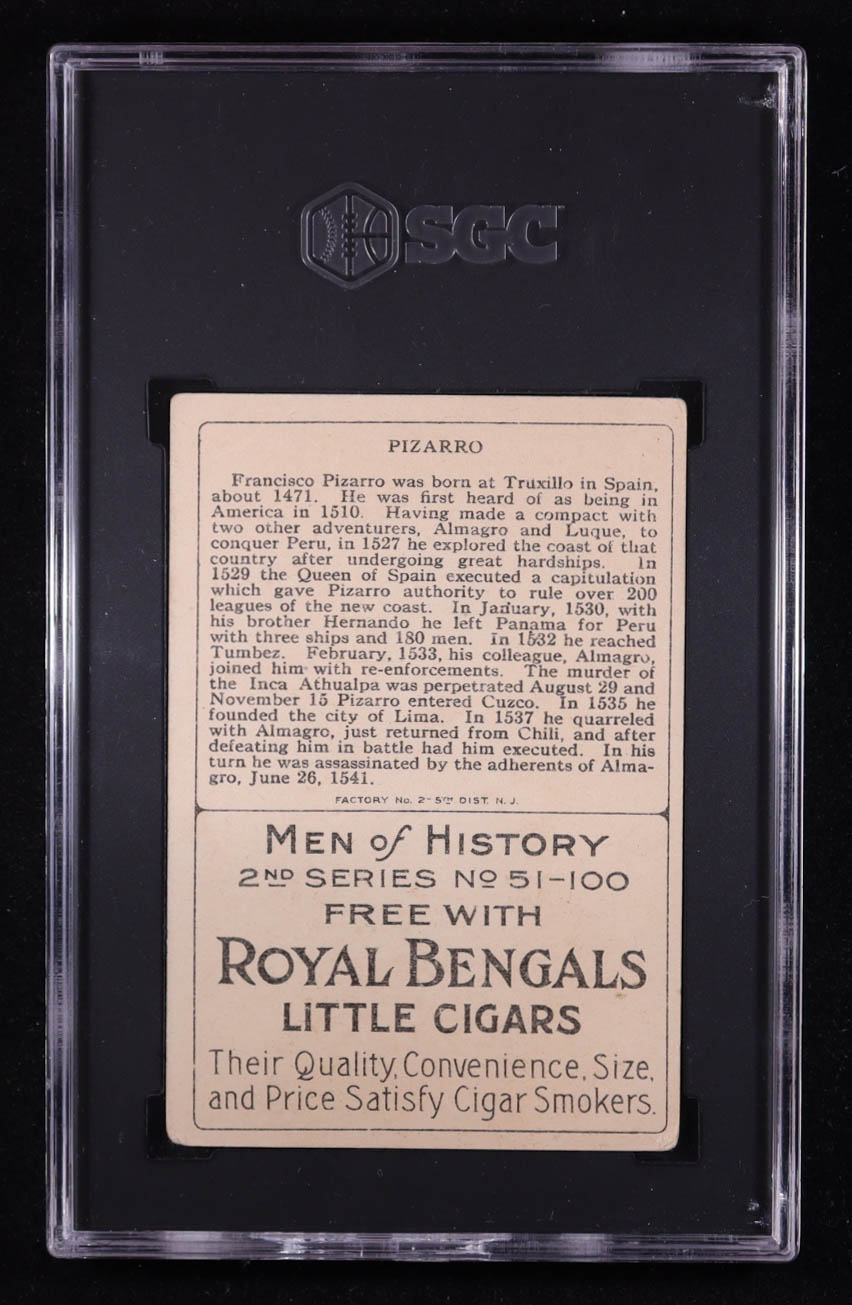 SGC
PIZARRO
Francisco Pizarro was born at Truxillo in Spain,
about 1471. He was first heard of as being in
America in 1510. Having made a compact with
two other adventurers, Almagro and Luque, to
conquer Peru, in 1527 he explored the coast of that
country after undergoing great hardships. In
1529 the Queen of Spain executed a capitulation
which gave Pizarro authority to rule over 200
leagues of the new coast. In January, 1530, with
his brother Hernando he left Panama for Peru
with three ships and 180 men. In 1532 he reached
Tumbez. February, 1533, his colleague, Almagro,
joined him with re-enforcements. The murder of
the Inca Athualpa was perpetrated August 29 and
November 15 Pizarro entered Cuzco. In 1535 he
founded the city of Lima. In 1537 he quarreled
with Almagro, just returned from Chili, and after
defeating him in battle had him executed. In his
turn he was assassinated by the adherents of Alma-
gro, June 26, 1541.
FACTORY No. 2-5TH DIST. N. J.
MEN of HISTORY
2ND SERIES No 51-100
FREE WITH
ROYAL BENGALS
LITTLE CIGARS
Their Quality, Convenience, Size,
and Price Satisfy Cigar Smokers.